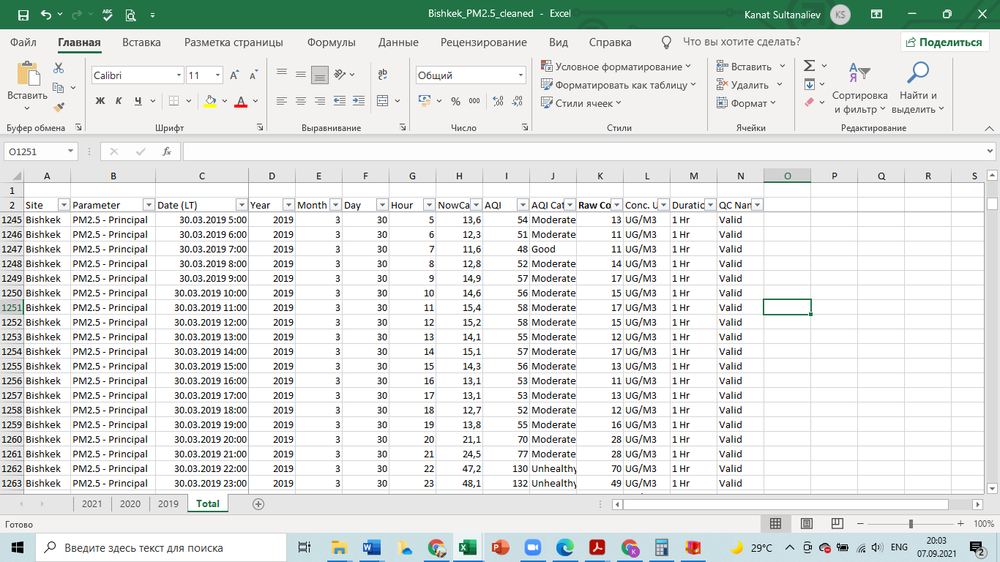 Bishkek_PM2.5_cleaned - Excel
Kanat Sultanaliev
KS
Файл Главная Вставка Разметка страницы Формулы Данные Рецензирование Вид Справка Что вы хотите сделать? Поделиться
Вставить
Calibri 11
Ж К Ч
Общий
% 000
Условное форматирование
Форматировать как таблицу
Стили ячеек
Вставить
Удалить
Формат
Сортировка и фильтр
Найти и выделить
Буфер обмена Шрифт Выравнивание Число Стили Ячейки Редактирование
O1251
fx
A B C D E F G H I J K L M N O P Q R S
1
2 Site Parameter Date (LT) Year Month Day Hour NowCa AQI AQI Cat Raw Co Conc. U Duratic QC Nan
1245 Bishkek PM2.5 - Principal 30.03.2019 5:00 2019 3 30 5 13,6 54 Moderate 13 UG/M3 1 Hr Valid
1246 Bishkek PM2.5 - Principal 30.03.2019 6:00 2019 3 30 6 12,3 51 Moderate 11 UG/M3 1 Hr Valid
1247 Bishkek PM2.5 - Principal 30.03.2019 7:00 2019 3 30 7 11,6 48 Good 11 UG/M3 1 Hr Valid
1248 Bishkek PM2.5 - Principal 30.03.2019 8:00 2019 3 30 8 12,8 52 Moderate 14 UG/M3 1 Hr Valid
1249 Bishkek PM2.5 - Principal 30.03.2019 9:00 2019 3 30 9 14,9 57 Moderate 17 UG/M3 1 Hr Valid
1250 Bishkek PM2.5 - Principal 30.03.2019 10:00 2019 3 30 10 14,6 56 Moderate 15 UG/M3 1 Hr Valid
1251 Bishkek PM2.5 - Principal 30.03.2019 11:00 2019 3 30 11 15,4 58 Moderate 17 UG/M3 1 Hr Valid
1252 Bishkek PM2.5 - Principal 30.03.2019 12:00 2019 3 30 12 15,2 58 Moderate 15 UG/M3 1 Hr Valid
1253 Bishkek PM2.5 - Principal 30.03.2019 13:00 2019 3 30 13 14,1 55 Moderate 12 UG/M3 1 Hr Valid
1254 Bishkek PM2.5 - Principal 30.03.2019 14:00 2019 3 30 14 15,1 57 Moderate 17 UG/M3 1 Hr Valid
1255 Bishkek PM2.5 - Principal 30.03.2019 15:00 2019 3 30 15 14,3 56 Moderate 13 UG/M3 1 Hr Valid
1256 Bishkek PM2.5 - Principal 30.03.2019 16:00 2019 3 30 16 13,1 53 Moderate 11 UG/M3 1 Hr Valid
1257 Bishkek PM2.5 - Principal 30.03.2019 17:00 2019 3 30 17 13,1 53 Moderate 13 UG/M3 1 Hr Valid
1258 Bishkek PM2.5 - Principal 30.03.2019 18:00 2019 3 30 18 12,7 52 Moderate 12 UG/M3 1 Hr Valid
1259 Bishkek PM2.5 - Principal 30.03.2019 19:00 2019 3 30 19 13,8 55 Moderate 16 UG/M3 1 Hr Valid
1260 Bishkek PM2.5 - Principal 30.03.2019 20:00 2019 3 30 20 21,1 70 Moderate 28 UG/M3 1 Hr Valid
1261 Bishkek PM2.5 - Principal 30.03.2019 21:00 2019 3 30 21 24,5 77 Moderate 28 UG/M3 1 Hr Valid
1262 Bishkek PM2.5 - Principal 30.03.2019 22:00 2019 3 30 22 47,2 130 Unhealthy 70 UG/M3 1 Hr Valid
1263 Bishkek PM2.5 - Principal 30.03.2019 23:00 2019 3 30 23 48,1 132 Unhealthy 49 UG/M3 1 Hr Valid
2021 2020 2019 Total
Готово
100%
Введите здесь текст для поиска
29°C
ENG
20:03
07.09.2021
2